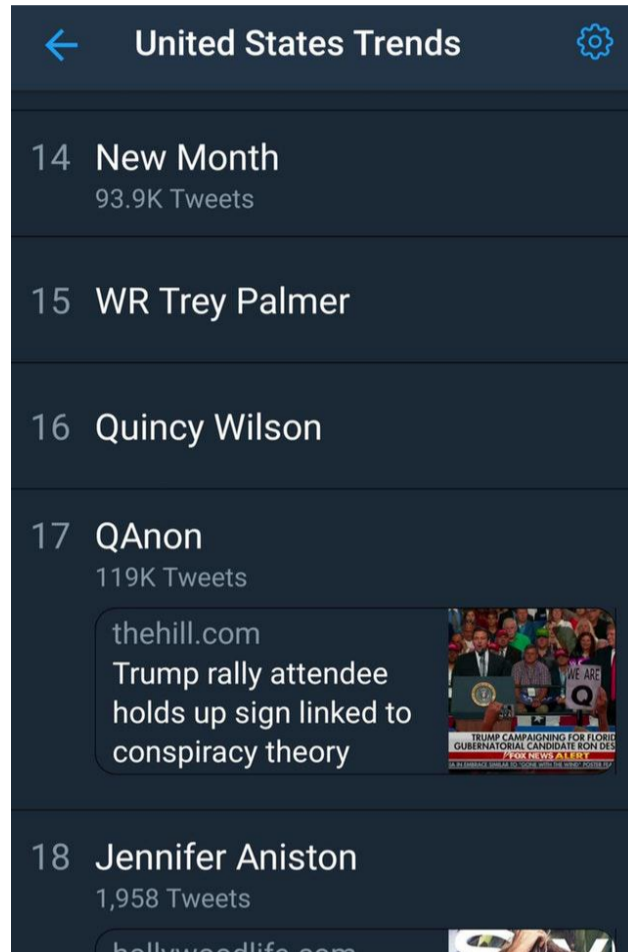 United States Trends
14 New Month
93.9K Tweets
15 WR Trey Palmer
16 Quincy Wilson
17 QAnon
119K Tweets
thehill.com
Trump rally attendee
holds up sign linked to
conspiracy theory
WE ARE
Q
TRUMP CAMPAIGNING FOR FLORID
GUBERNATORIAL CANDIDATE RON DES
FOX NEWS ALERT
18 Jennifer Aniston
1,958 Tweets
hollywoodlife.com